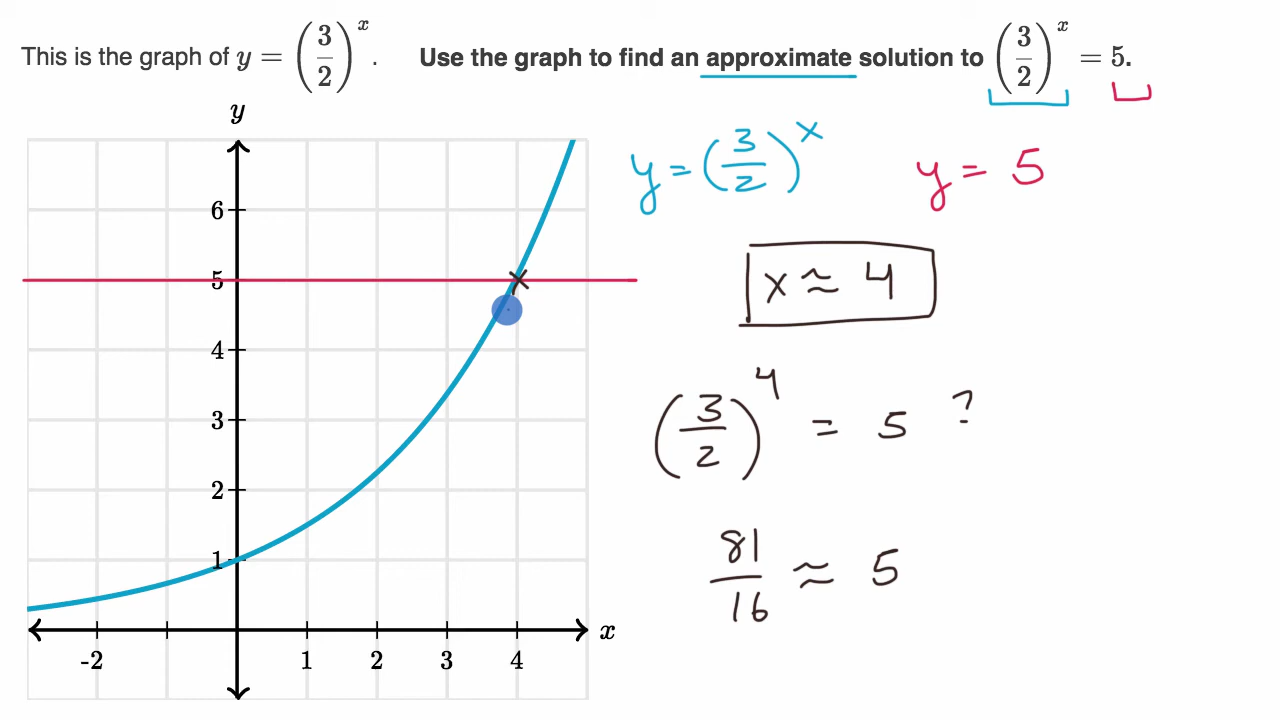 This is the graph of y = (3/2)^x. Use the graph to find an approximate solution to (3/2)^x = 5.
y
y = (3/2)^x
y = 5
x ≈ 4
(3/2)^4 = 5 ?
81/16 ≈ 5
6
5
4
3
2
1
-2 1 2 3 4 x